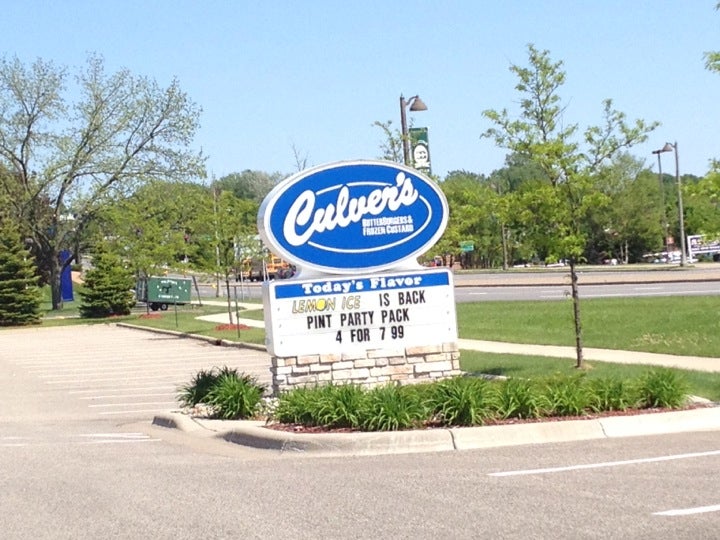 Culver's
ButterBurgers &
Frozen Custard
Today's Flavor
LEMON ICE IS BACK
PINT PARTY PACK
4 FOR 7 99